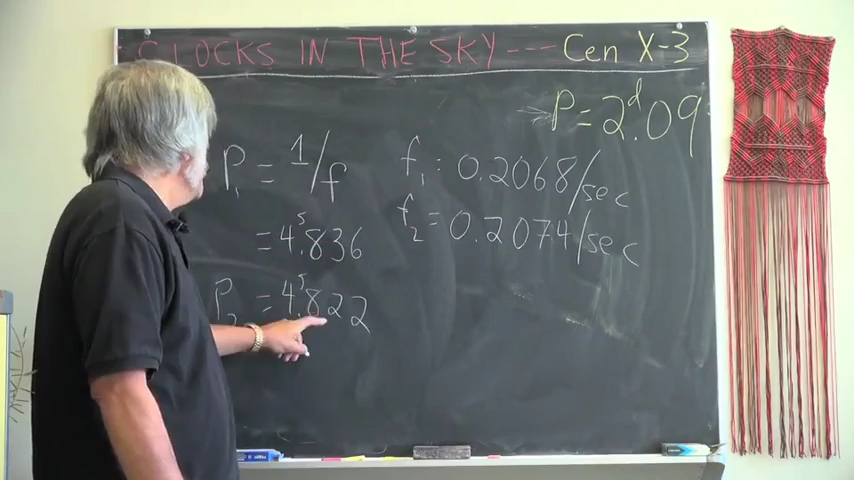 CLOCKS IN THE SKY --- Cen X-3
P = 2ᵈ.09
P₁ = 1/f
f₁ = 0.2068/sec
= 4ˢ.836
f₂ = 0.2074/sec
P₂ = 4ˢ.822